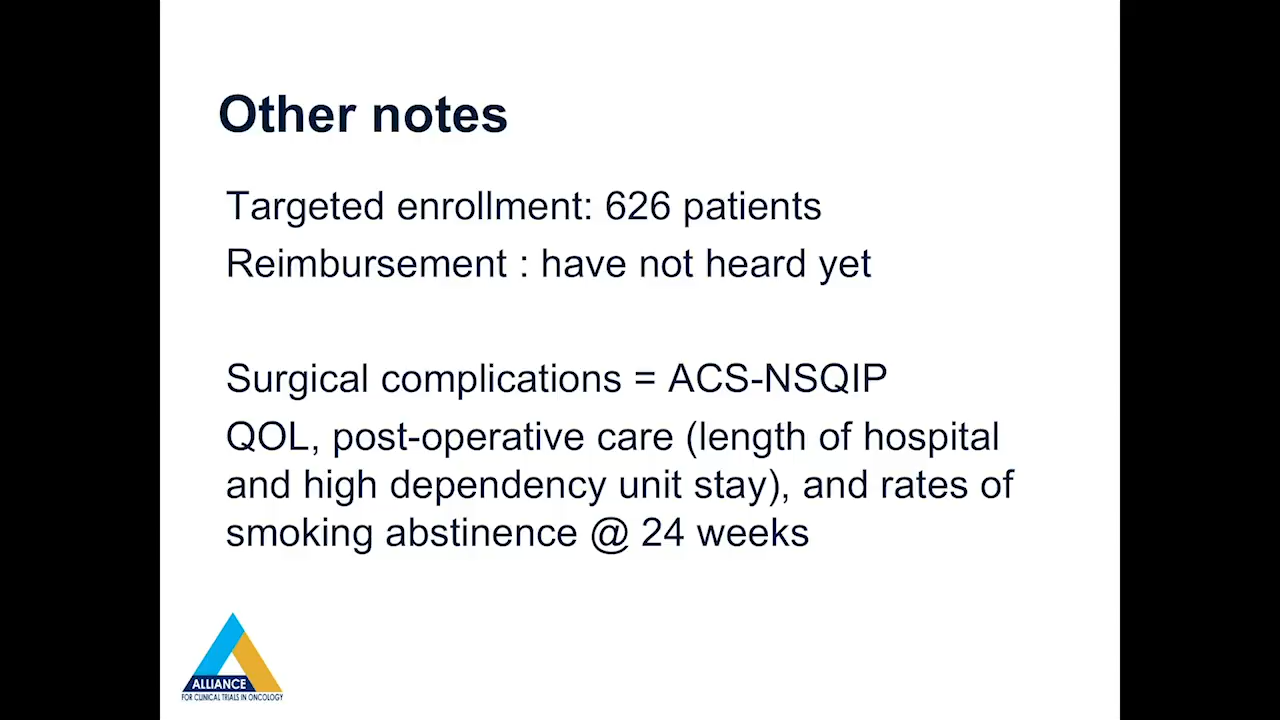 Other notes
Targeted enrollment: 626 patients
Reimbursement : have not heard yet
Surgical complications = ACS-NSQIP
QOL, post-operative care (length of hospital
and high dependency unit stay), and rates of
smoking abstinence @ 24 weeks
ALLIANCE
FOR CLINICAL TRIALS IN ONCOLOGY